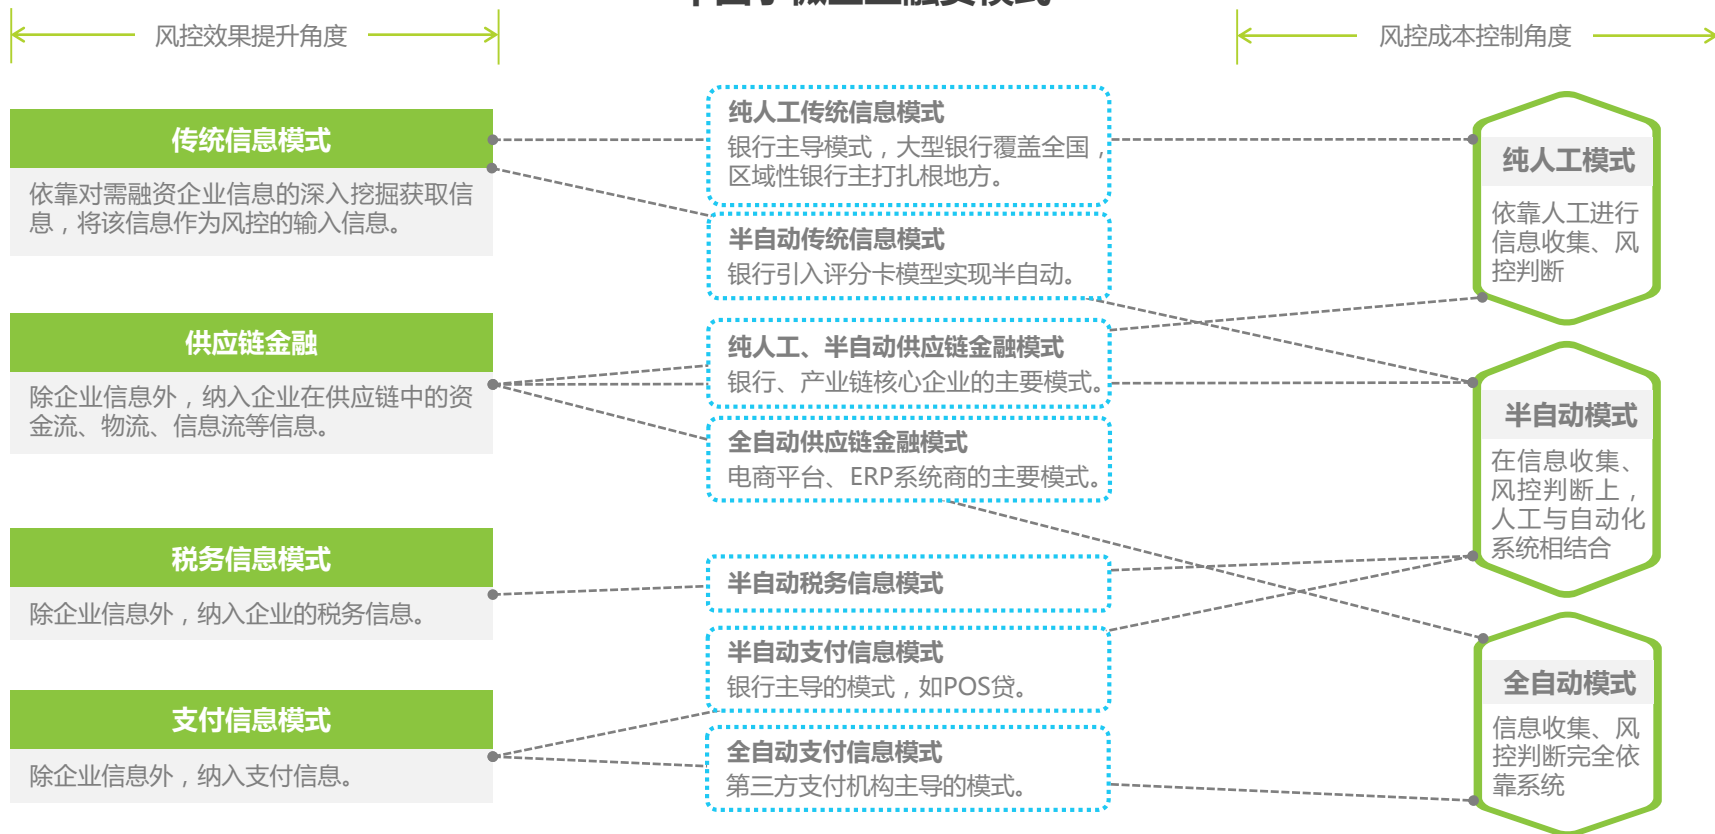 风控效果提升角度
风控成本控制角度
传统信息模式
依靠对需融资企业信息的深入挖掘获取信
息，将该信息作为风控的输入信息。
供应链金融
除企业信息外，纳入企业在供应链中的资
金流、物流、信息流等信息。
税务信息模式
除企业信息外，纳入企业的税务信息。
支付信息模式
除企业信息外，纳入支付信息。
纯人工传统信息模式
银行主导模式，大型银行覆盖全国，
区域性银行主打扎根地方。
半自动传统信息模式
银行引入评分卡模型实现半自动。
纯人工、半自动供应链金融模式
银行、产业链核心企业的主要模式。
全自动供应链金融模式
电商平台、ERP系统商的主要模式。
半自动税务信息模式
半自动支付信息模式
银行主导的模式，如POS贷。
全自动支付信息模式
第三方支付机构主导的模式。
纯人工模式
依靠人工进行
信息收集、风
控判断
半自动模式
在信息收集、
风控判断上，
人工与自动化
系统相结合
全自动模式
信息收集、风
控判断完全依
靠系统